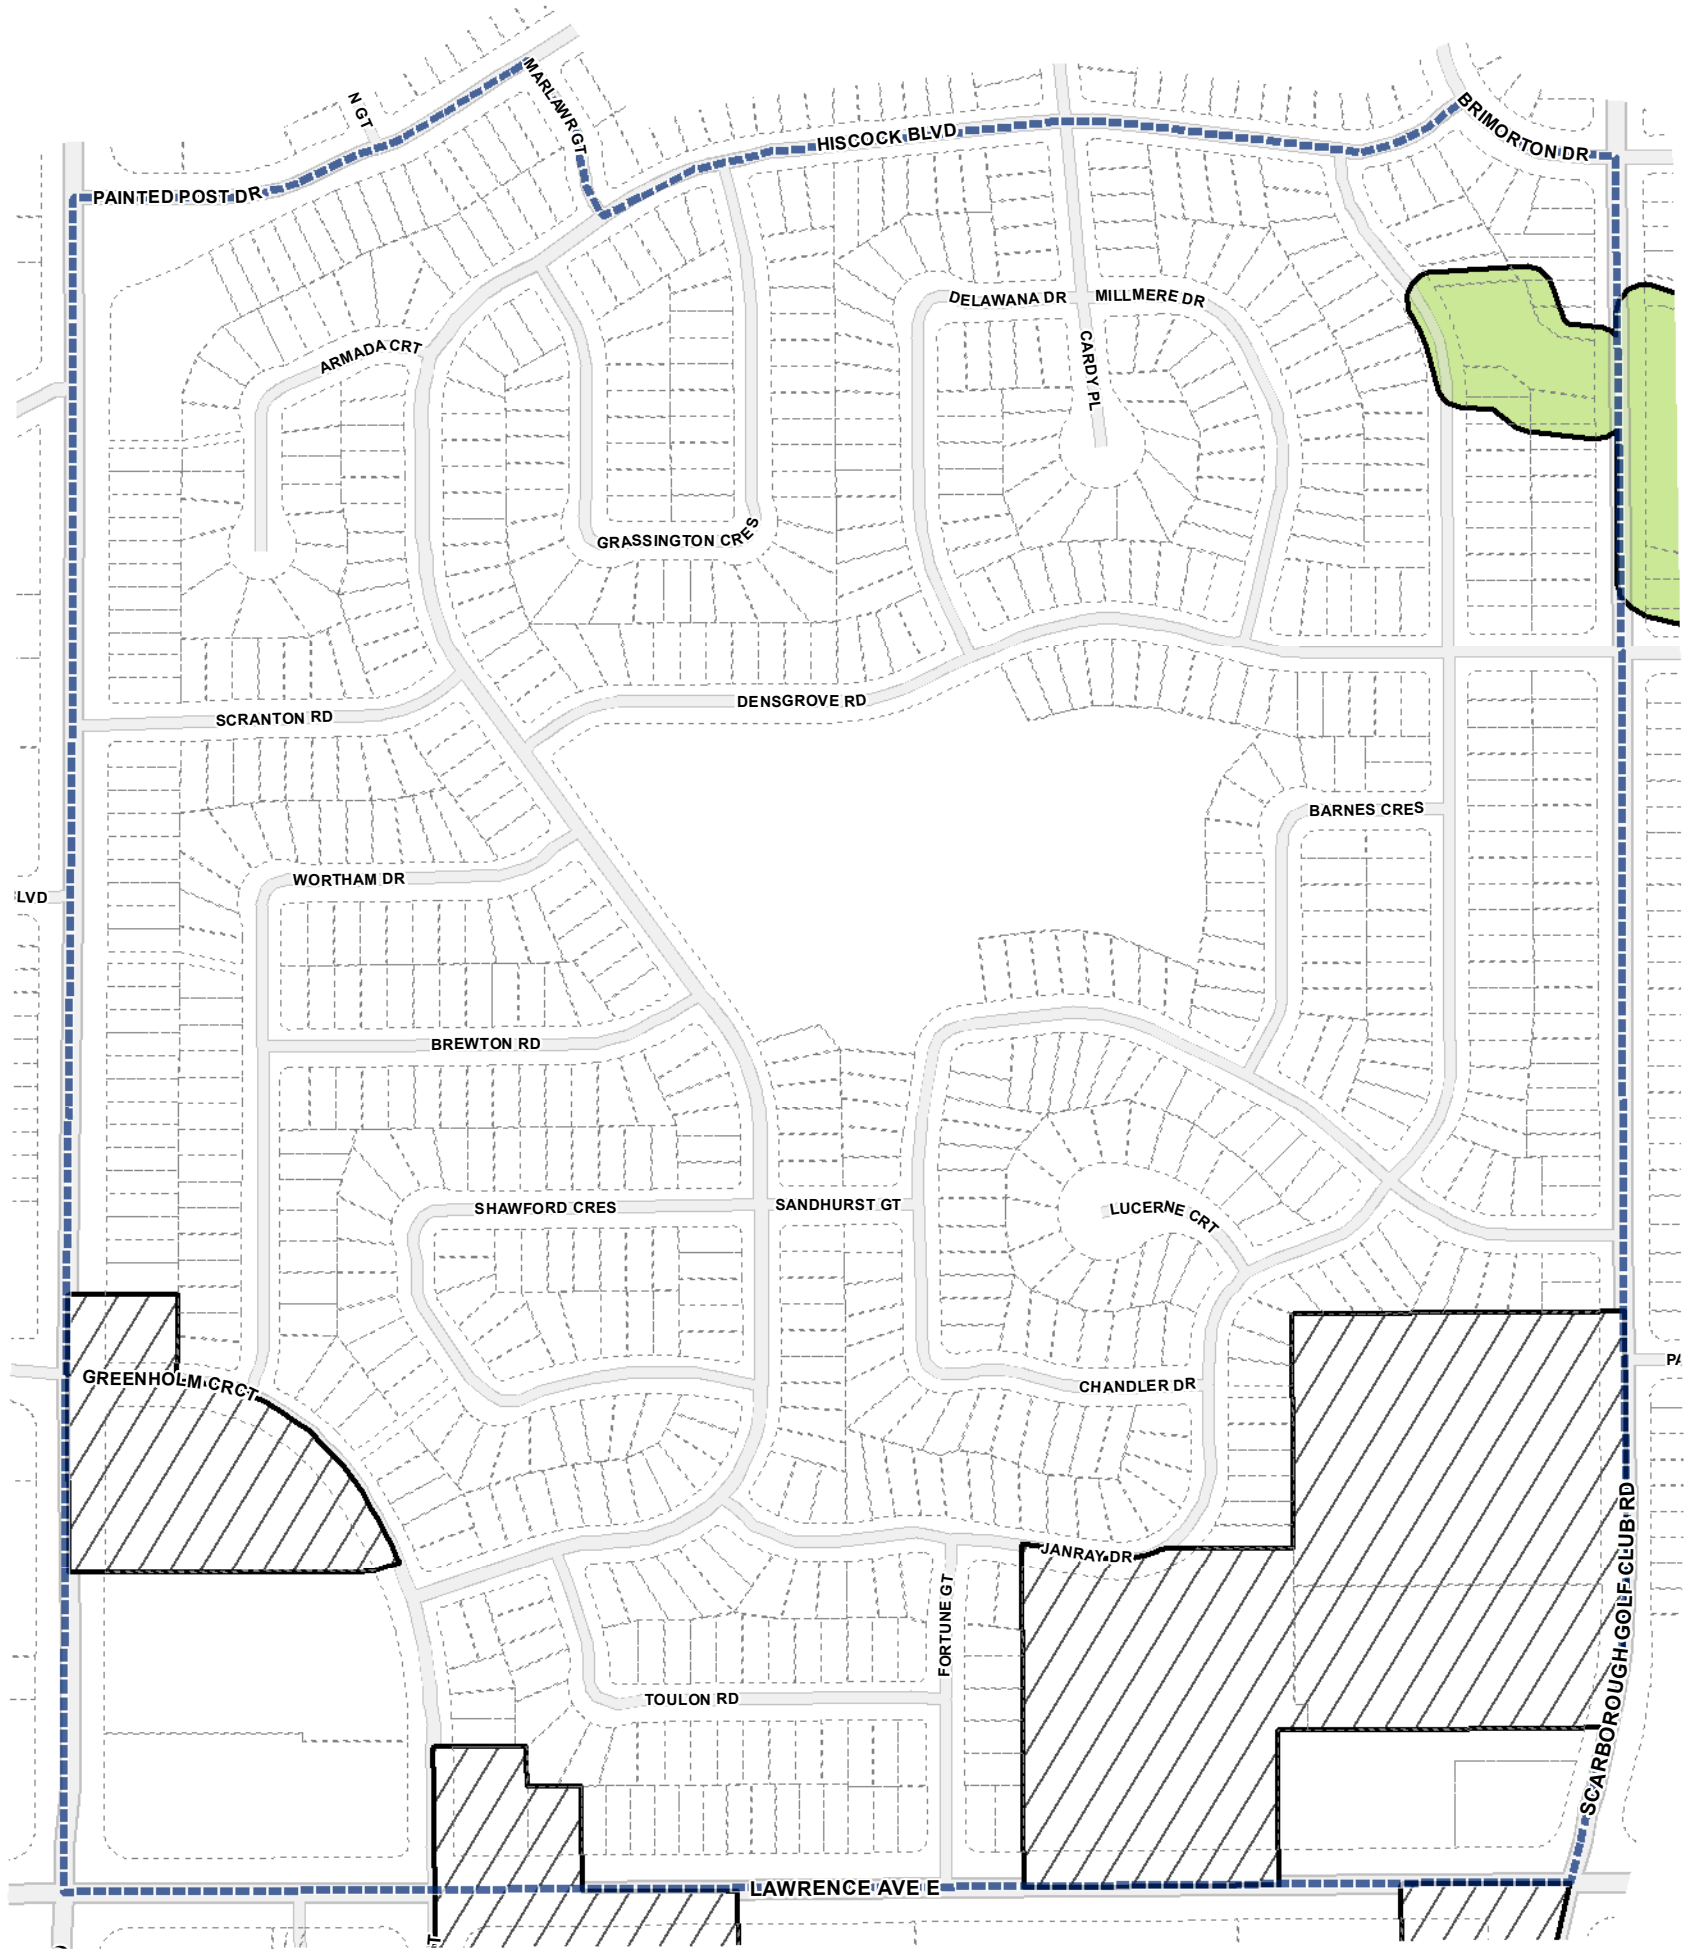 MARLAWR GT
N GT
BRIMORTON DR
HISCOCK BLVD
PAINTED POST DR
DELAWANA DR
MILLMERE DR
ARMADA CRT
CARDY PL
GRASSINGTON CRES
DENSGROVE RD
SCRANTON RD
BARNES CRES
WORTHAM DR
LVD
BREWTON RD
SHAWFORD CRES
SANDHURST GT
LUCERNE CRT
PA
GREENHOLM CRCT
CHANDLER DR
JANRAY DR
FORTUNE GT
SCARBOROUGH GOLF CLUB RD
TOULON RD
LAWRENCE AVE E